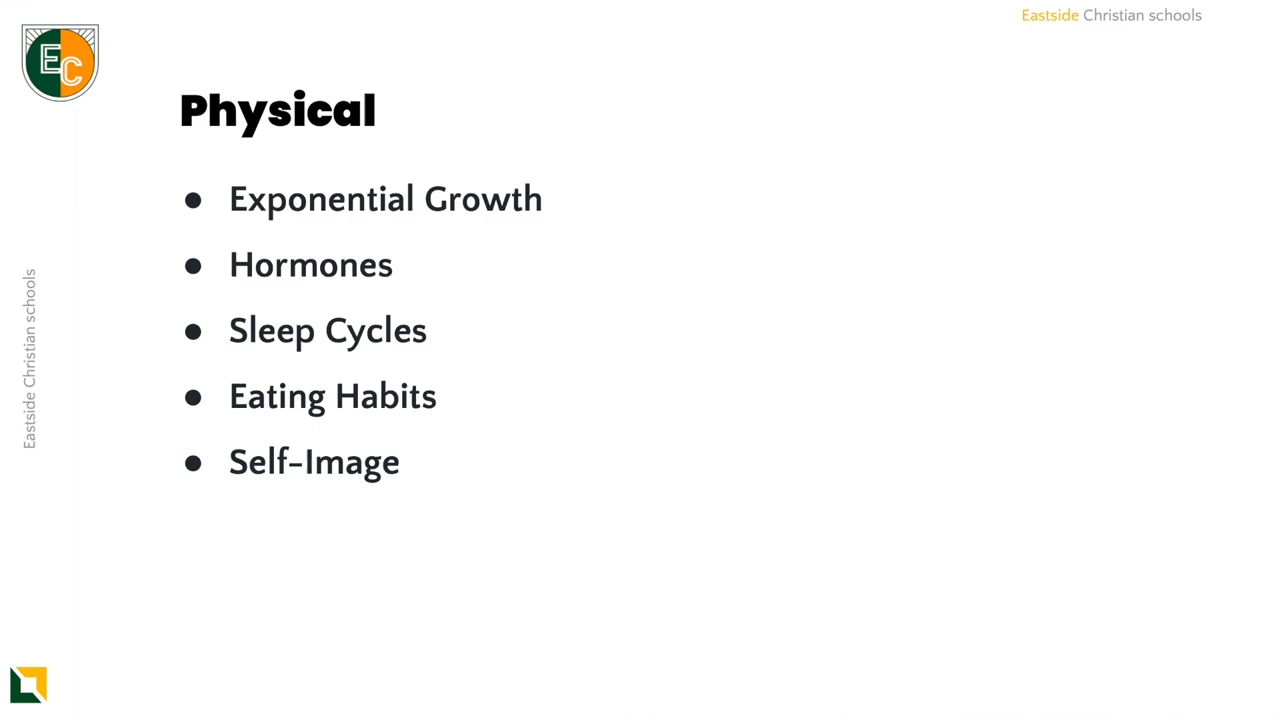 Eastside Christian schools
EC
Physical
● Exponential Growth
● Hormones
● Sleep Cycles
● Eating Habits
● Self-Image
Eastside Christian schools